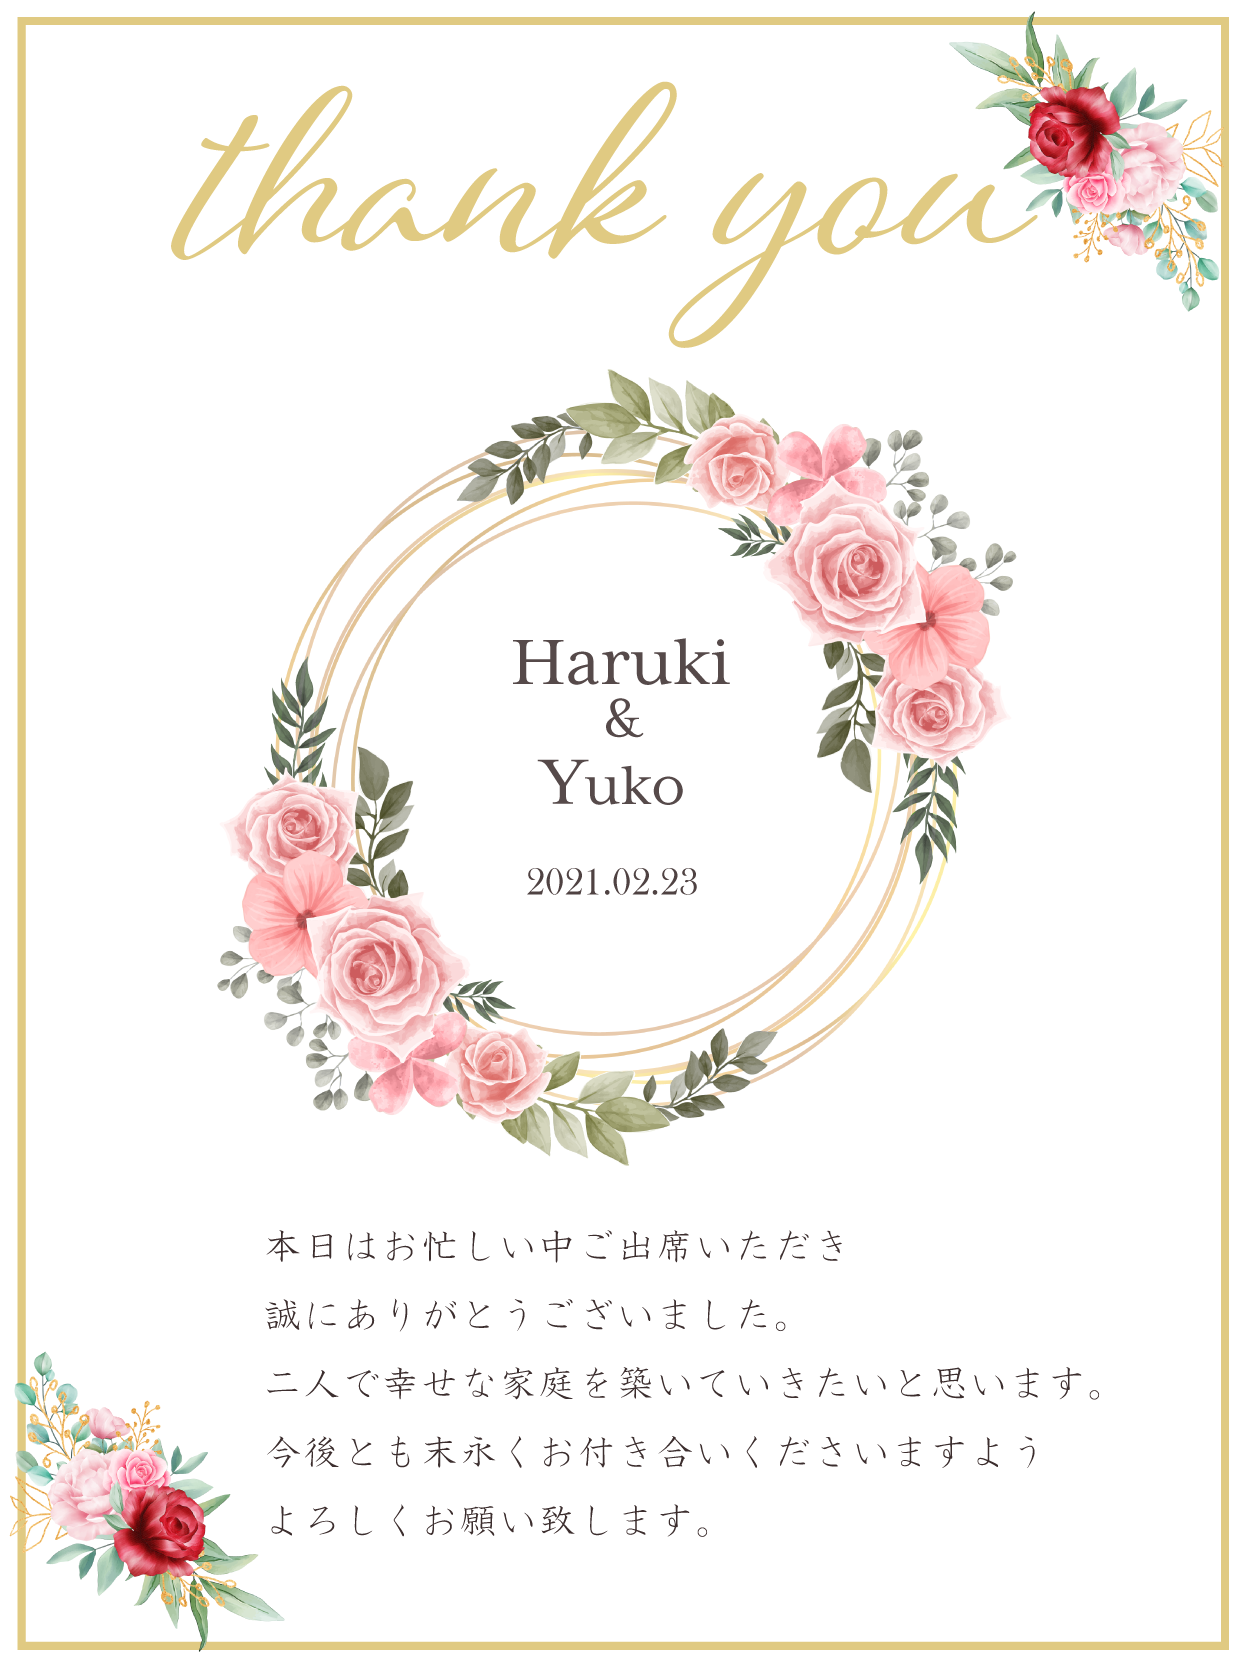 thank you
Haruki
&
Yuko
2021.02.23
本日はお忙しい中ご出席いただき
誠にありがとうございました。
二人で幸せな家庭を築いていきたいと思います。
今後とも末永くお付き合いくださいますよう
よろしくお願い致します。